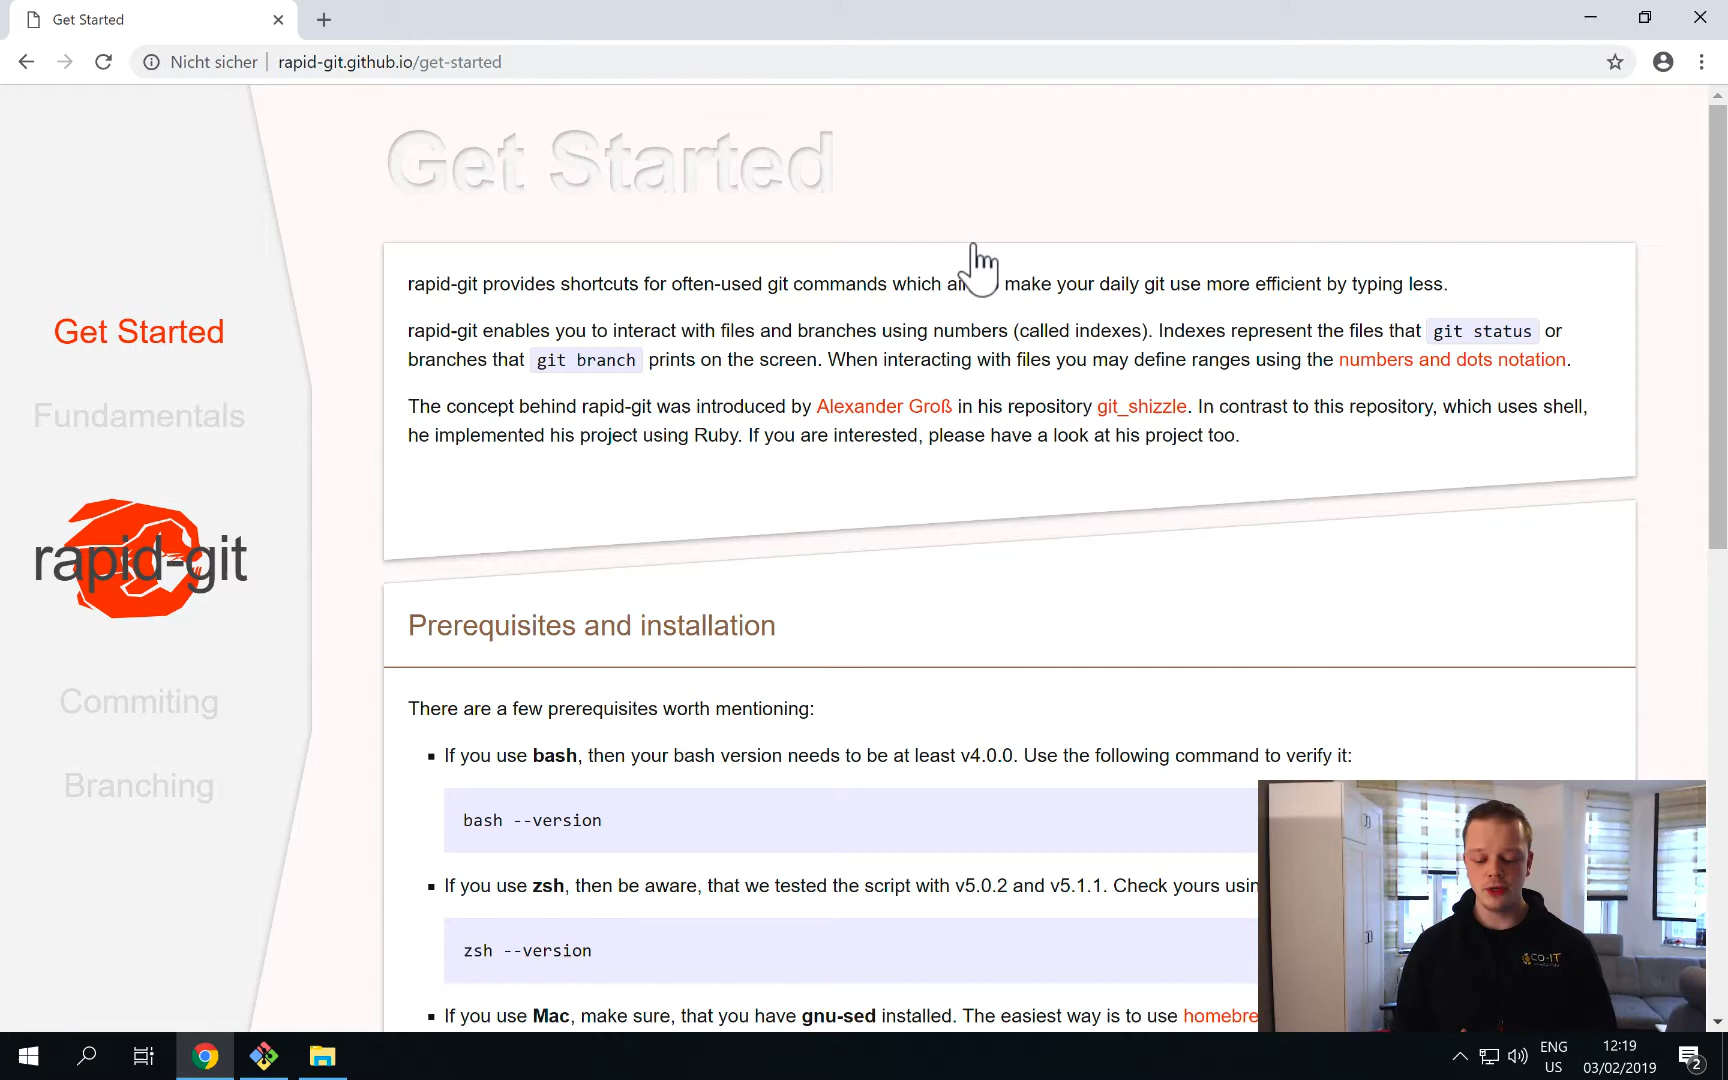 Get Started
Nicht sicher | rapid-git.github.io/get-started
Get Started
Fundamentals
rapid-git
Commiting
Branching
Get Started
rapid-git provides shortcuts for often-used git commands which make your daily git use more efficient by typing less.
rapid-git enables you to interact with files and branches using numbers (called indexes). Indexes represent the files that git status or
branches that git branch prints on the screen. When interacting with files you may define ranges using the numbers and dots notation.
The concept behind rapid-git was introduced by Alexander Groß in his repository git_shizzle. In contrast to this repository, which uses shell,
he implemented his project using Ruby. If you are interested, please have a look at his project too.
Prerequisites and installation
There are a few prerequisites worth mentioning:
If you use bash, then your bash version needs to be at least v4.0.0. Use the following command to verify it:
bash --version
If you use zsh, then be aware, that we tested the script with v5.0.2 and v5.1.1. Check yours usin
zsh --version
If you use Mac, make sure, that you have gnu-sed installed. The easiest way is to use homebre
CO-IT
ENG
US
12:19
03/02/2019
2